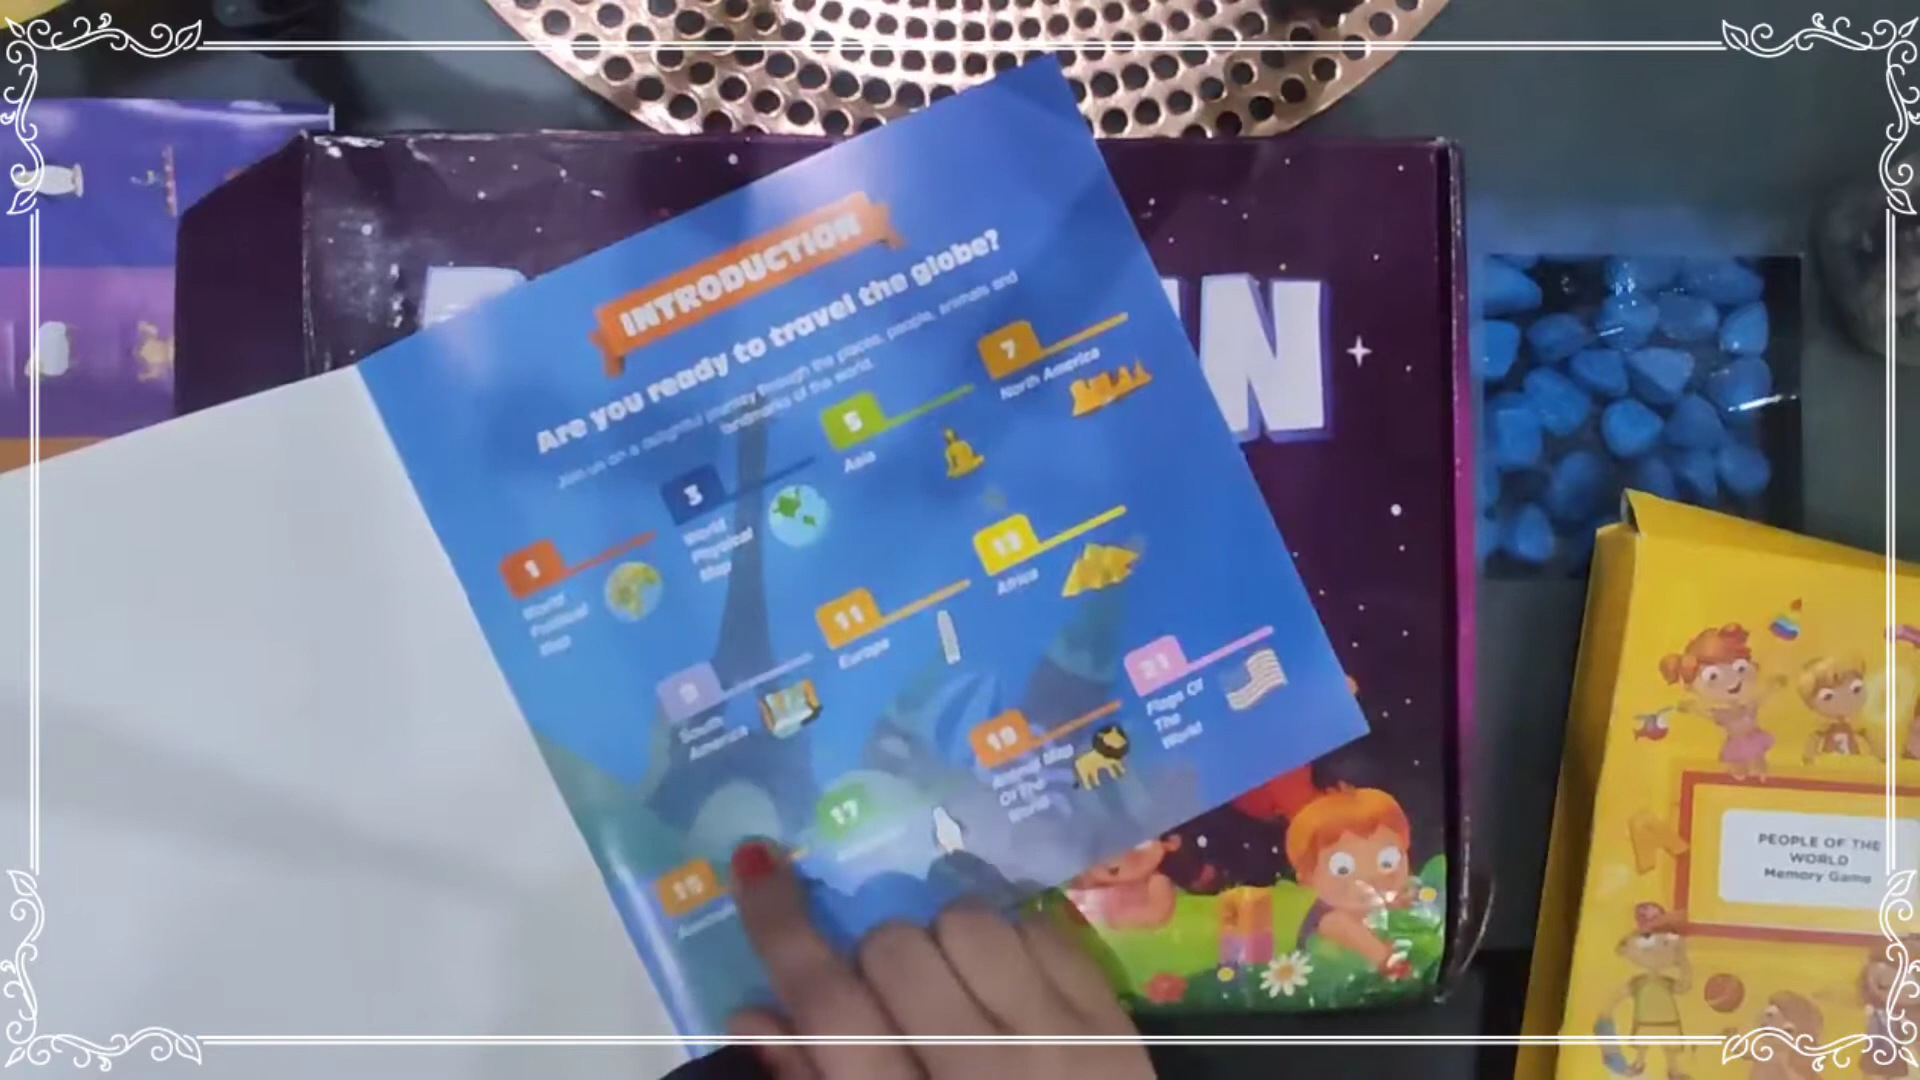 INTRODUCTION
Are you ready to travel the globe?
Join us on a delightful journey through the places, people, animals and
landmarks of the world.
1
World
Political
Map
3
World
Physical
Map
5
Asia
7
North America
9
South
America
11
Europe
13
Africa
15
17
19
Animal Map
Of The
World
21
Flags Of
The
World
N
PEOPLE OF THE
WORLD
Memory Game